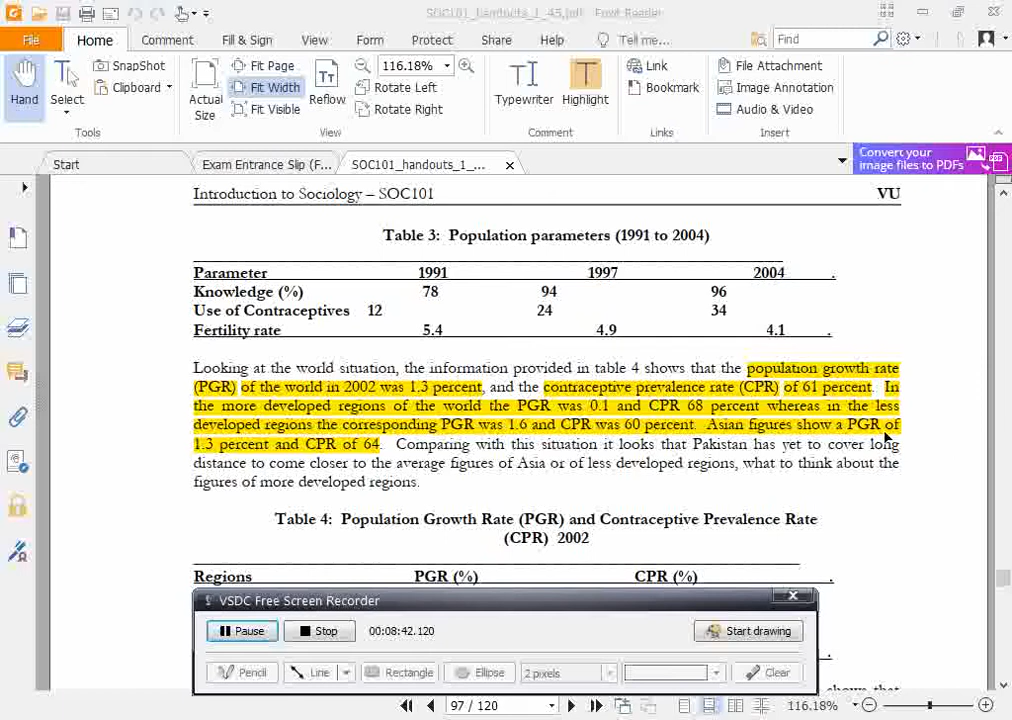 SOC101_handouts_1_45.pdf - Foxit Reader
File Home Comment Fill & Sign View Form Protect Share Help Tell me... Find
SnapShot Fit Page 116.18% Rotate Left Link File Attachment
Hand Select Clipboard Actual Size Fit Width Reflow Rotate Right Typewriter Highlight Bookmark Image Annotation
Fit Visible Audio & Video
Tools View Comment Links Insert
Start Exam Entrance Slip (F... SOC101_handouts_1_... Convert your
image files to PDFs
Introduction to Sociology – SOC101 VU
Table 3: Population parameters (1991 to 2004)
Parameter 1991 1997 2004 .
Knowledge (%) 78 94 96
Use of Contraceptives 12 24 34
Fertility rate 5.4 4.9 4.1 .
Looking at the world situation, the information provided in table 4 shows that the population growth rate
(PGR) of the world in 2002 was 1.3 percent, and the contraceptive prevalence rate (CPR) of 61 percent. In
the more developed regions of the world the PGR was 0.1 and CPR 68 percent whereas in the less
developed regions the corresponding PGR was 1.6 and CPR was 60 percent. Asian figures show a PGR of
1.3 percent and CPR of 64. Comparing with this situation it looks that Pakistan has yet to cover long
distance to come closer to the average figures of Asia or of less developed regions, what to think about the
figures of more developed regions.
Table 4: Population Growth Rate (PGR) and Contraceptive Prevalence Rate
(CPR) 2002
Regions PGR (%) CPR (%) .
VSDC Free Screen Recorder
Pause Stop 00:08:42.120 Start drawing
Pencil Line Rectangle Ellipse 2 pixels Clear
shows that
97 / 120 116.18%